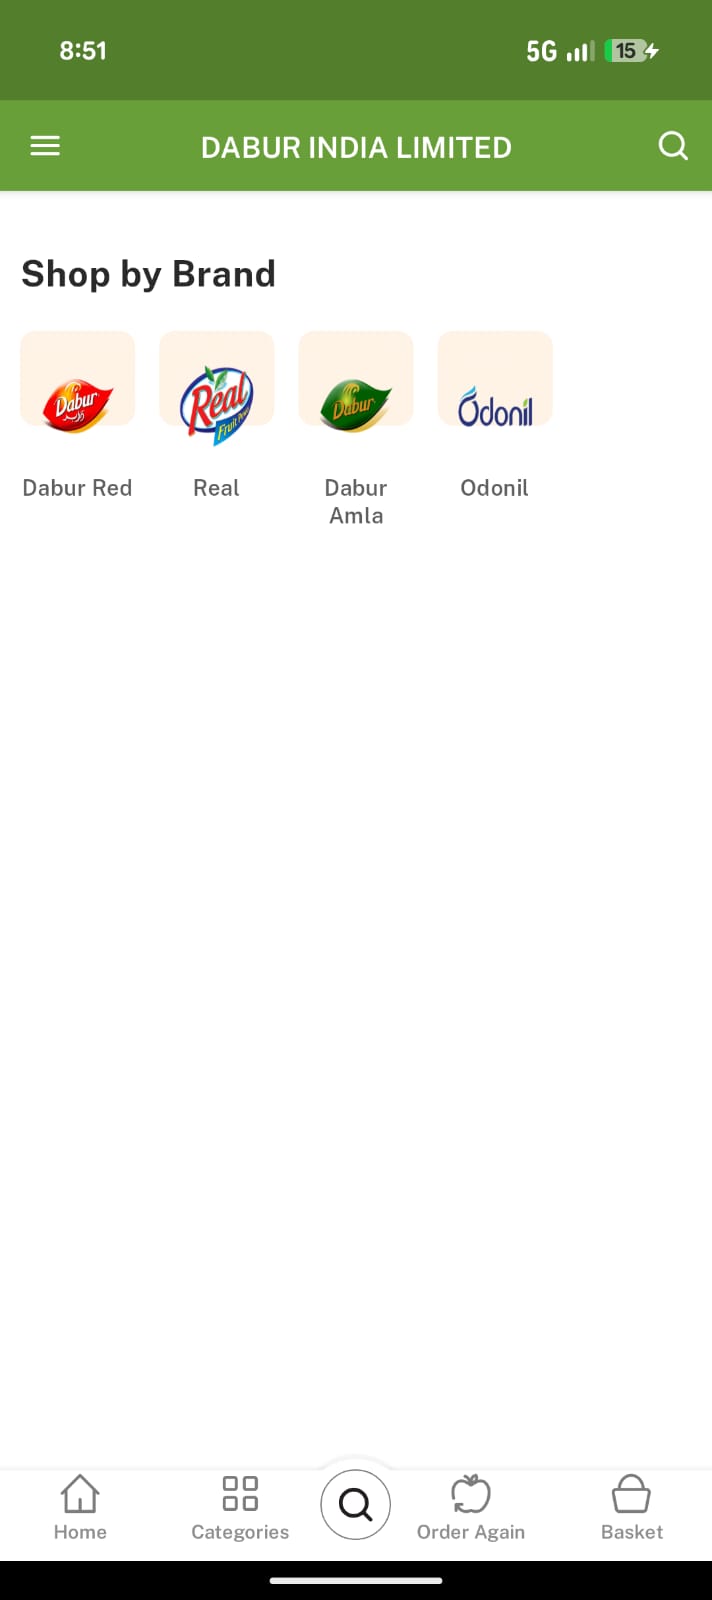 8:51
5G
15
DABUR INDIA LIMITED
Shop by Brand
Dabur
Real
Dabur
Odonil
Dabur Red
Real
Dabur
Amla
Odonil
Home
Categories
Order Again
Basket